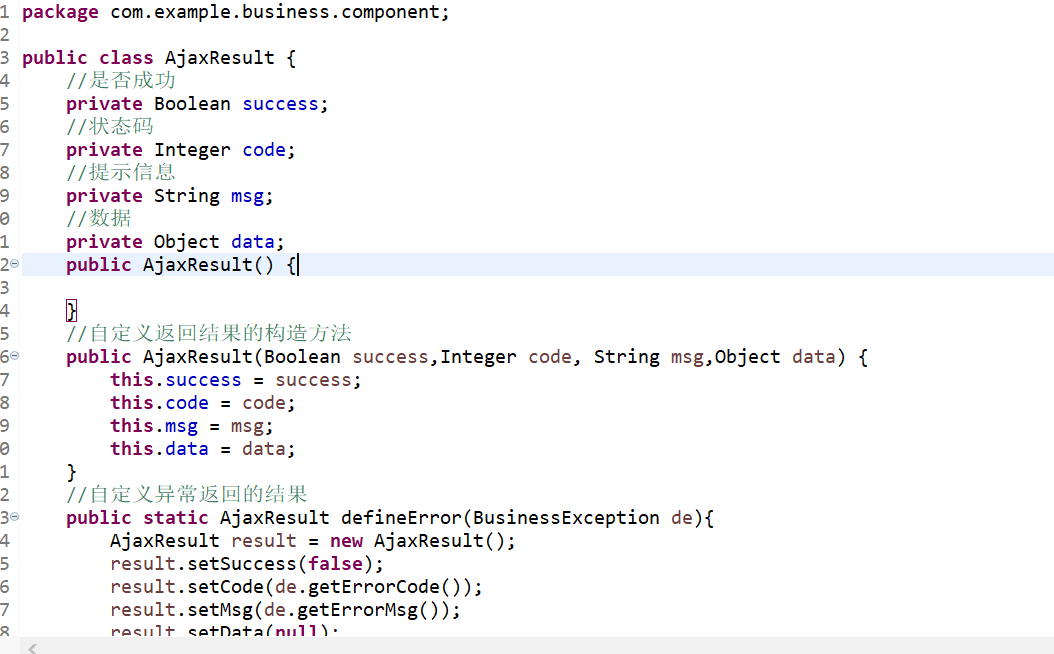 1 package com.example.business.component;
2
3 public class AjaxResult {
4 //是否成功
5 private Boolean success;
6 //状态码
7 private Integer code;
8 //提示信息
9 private String msg;
0 //数据
1 private Object data;
2 public AjaxResult() {
3
4 }
5 //自定义返回结果的构造方法
6 public AjaxResult(Boolean success,Integer code, String msg,Object data) {
7 this.success = success;
8 this.code = code;
9 this.msg = msg;
0 this.data = data;
1 }
2 //自定义异常返回的结果
3 public static AjaxResult defineError(BusinessException de){
4 AjaxResult result = new AjaxResult();
5 result.setSuccess(false);
6 result.setCode(de.getErrorCode());
7 result.setMsg(de.getErrorMsg());
8 result.setData(null);